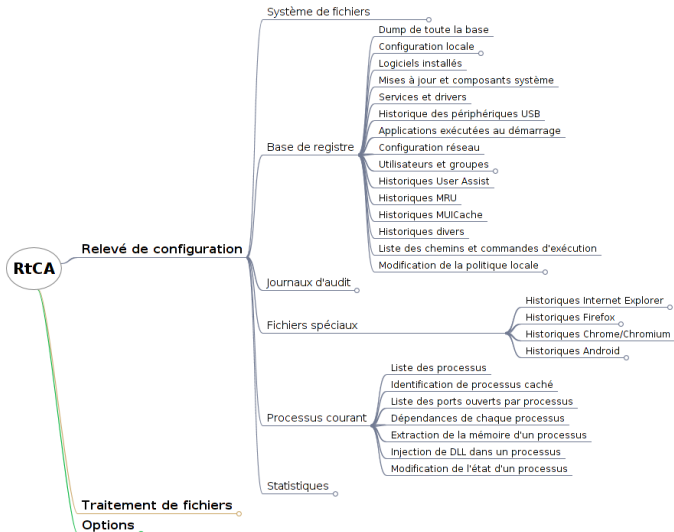 RtCA
Relevé de configuration
Système de fichiers
Base de registre
Dump de toute la base
Configuration locale
Logiciels installés
Mises à jour et composants système
Services et drivers
Historique des périphériques USB
Applications exécutées au démarrage
Configuration réseau
Utilisateurs et groupes
Historiques User Assist
Historiques MRU
Historiques MUICache
Historiques divers
Liste des chemins et commandes d'exécution
Modification de la politique locale
Journaux d'audit
Fichiers spéciaux
Historiques Internet Explorer
Historiques Firefox
Historiques Chrome/Chromium
Historiques Android
Processus courant
Liste des processus
Identification de processus caché
Liste des ports ouverts par processus
Dépendances de chaque processus
Extraction de la mémoire d'un processus
Injection de DLL dans un processus
Modification de l'état d'un processus
Statistiques
Traitement de fichiers
Options